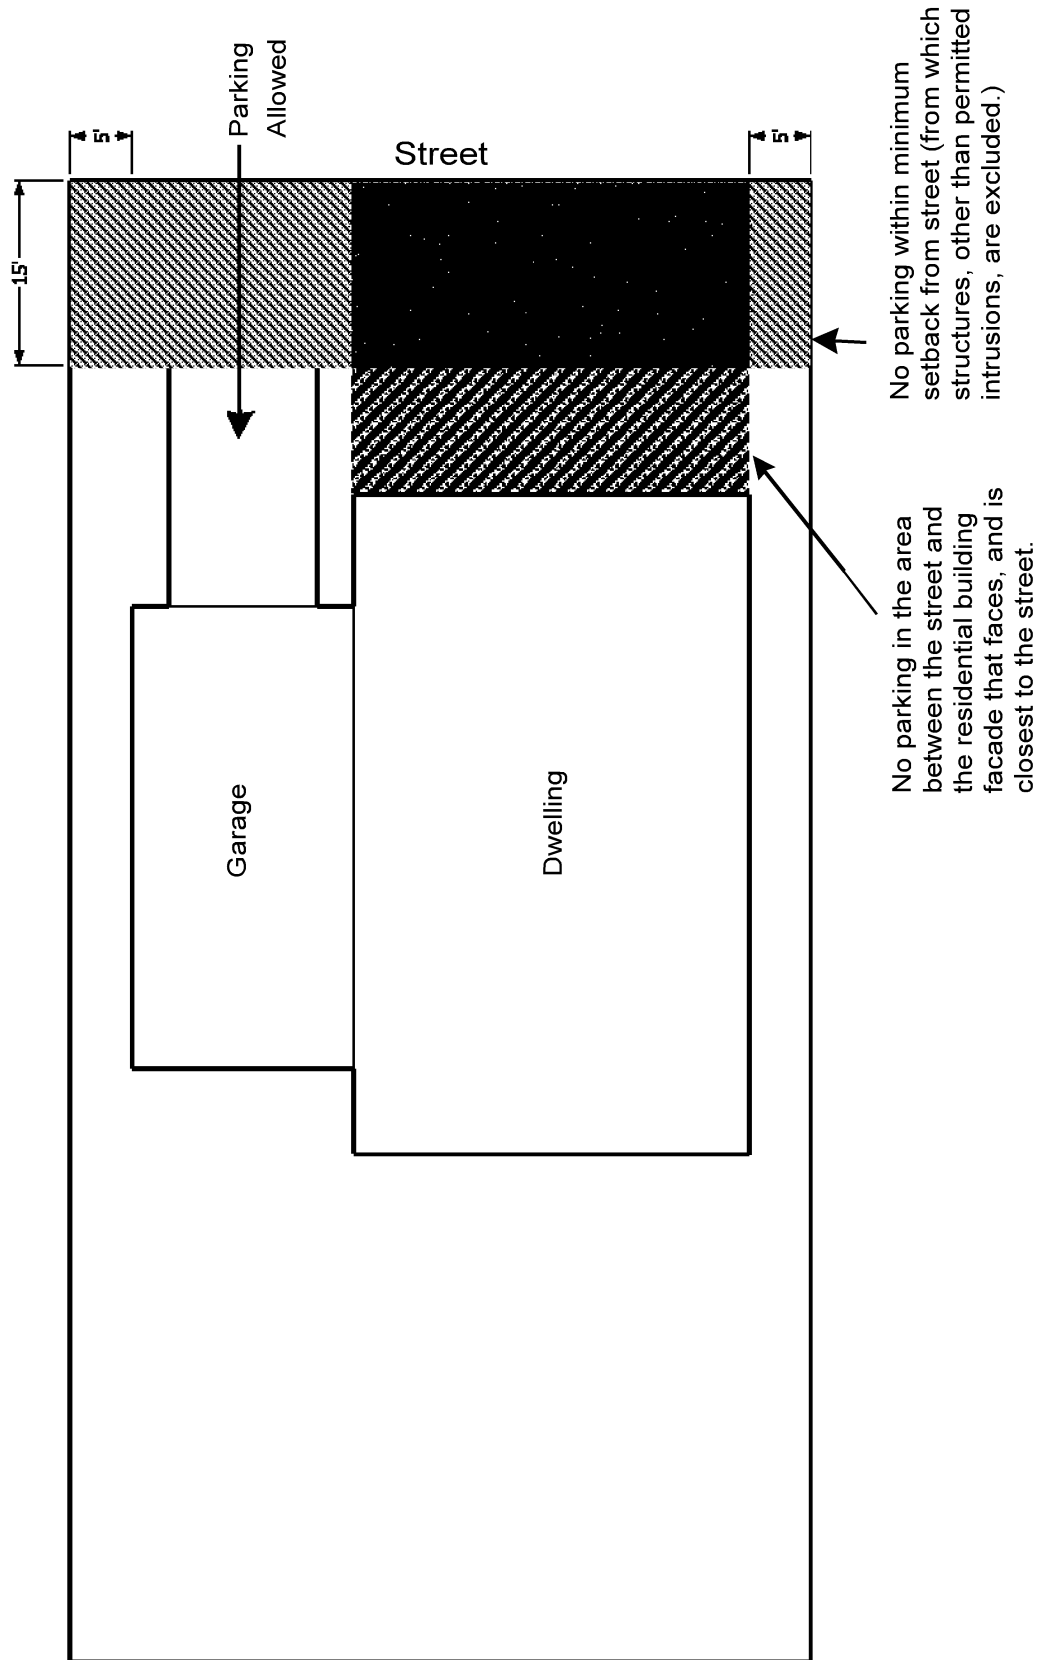 5'
Parking
Allowed
Street
5'
15'
No parking within minimum
setback from street (from which
structures, other than permitted
intrusions, are excluded.)
No parking in the area
between the street and
the residential building
facade that faces, and is
closest to the street.
Garage
Dwelling